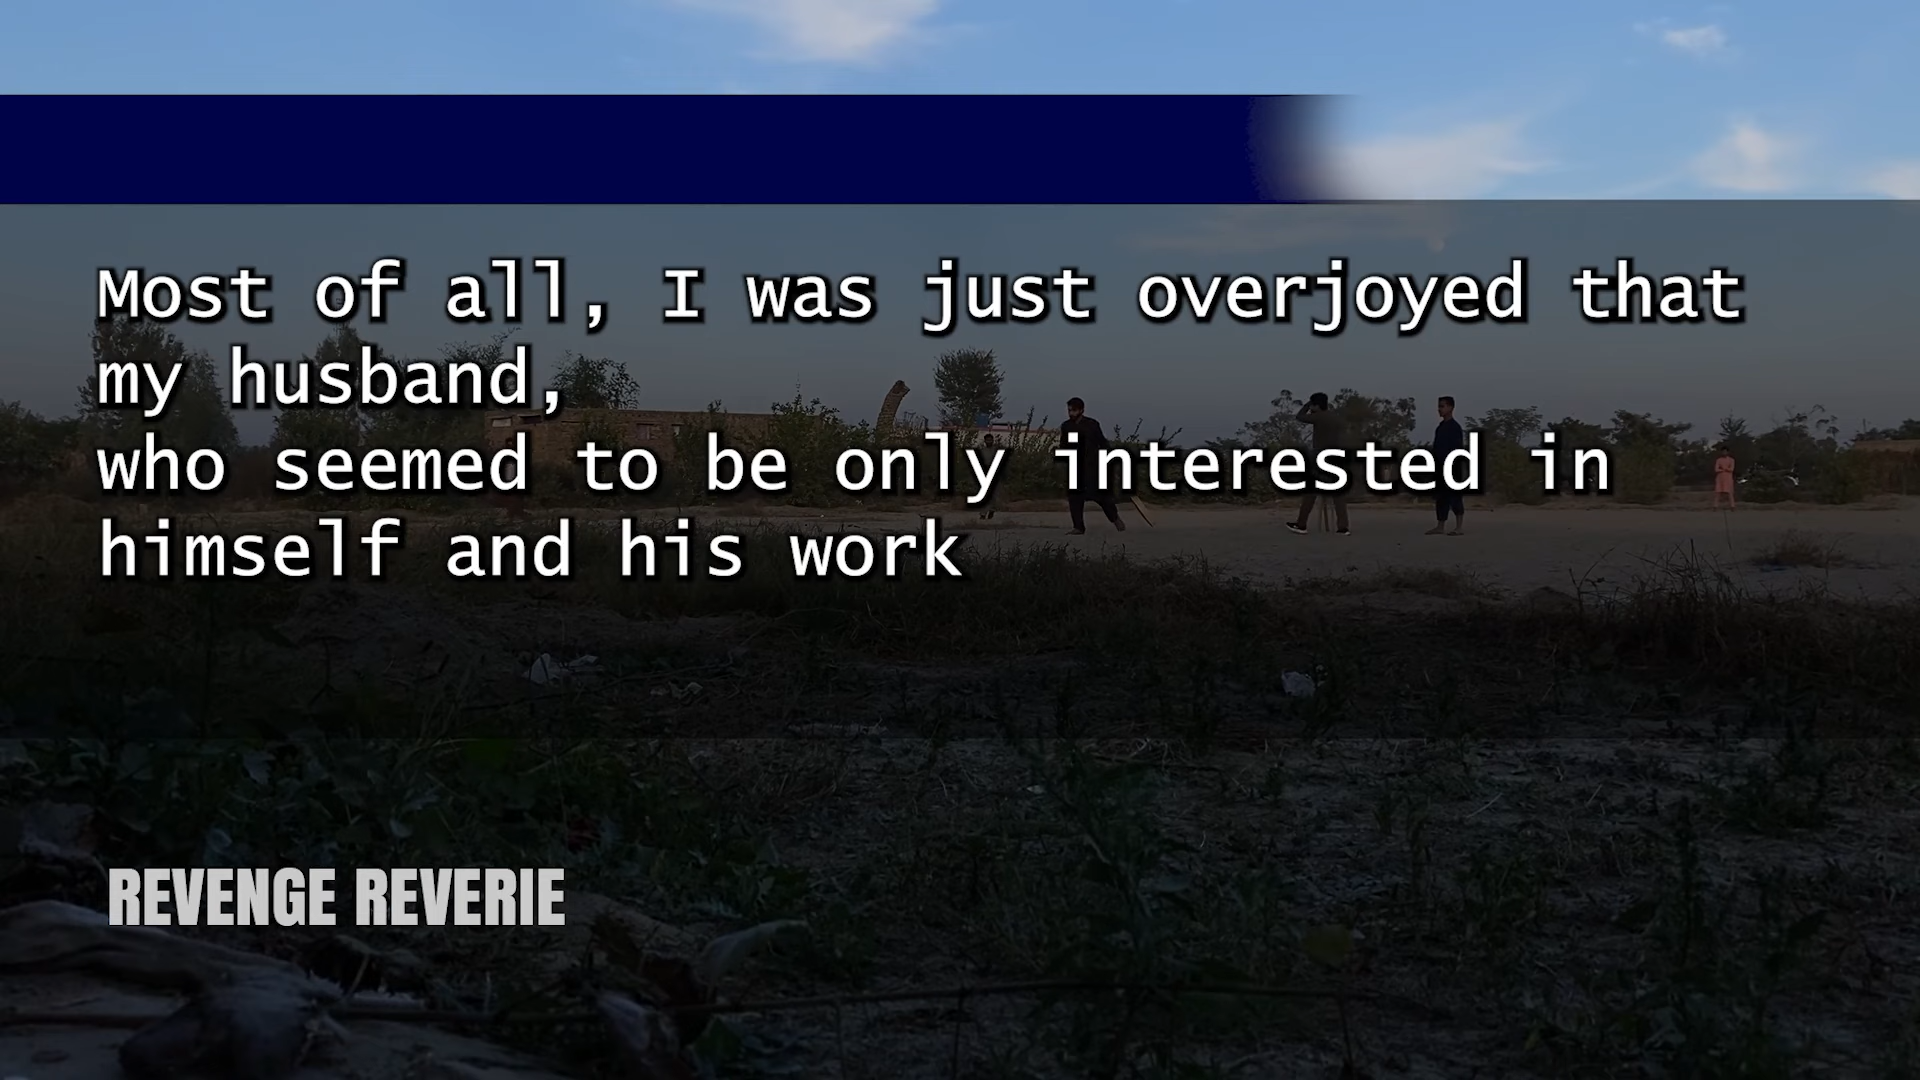 Most of all, I was just overjoyed that
my husband,
who seemed to be only interested in
himself and his work
REVENGE REVERIE